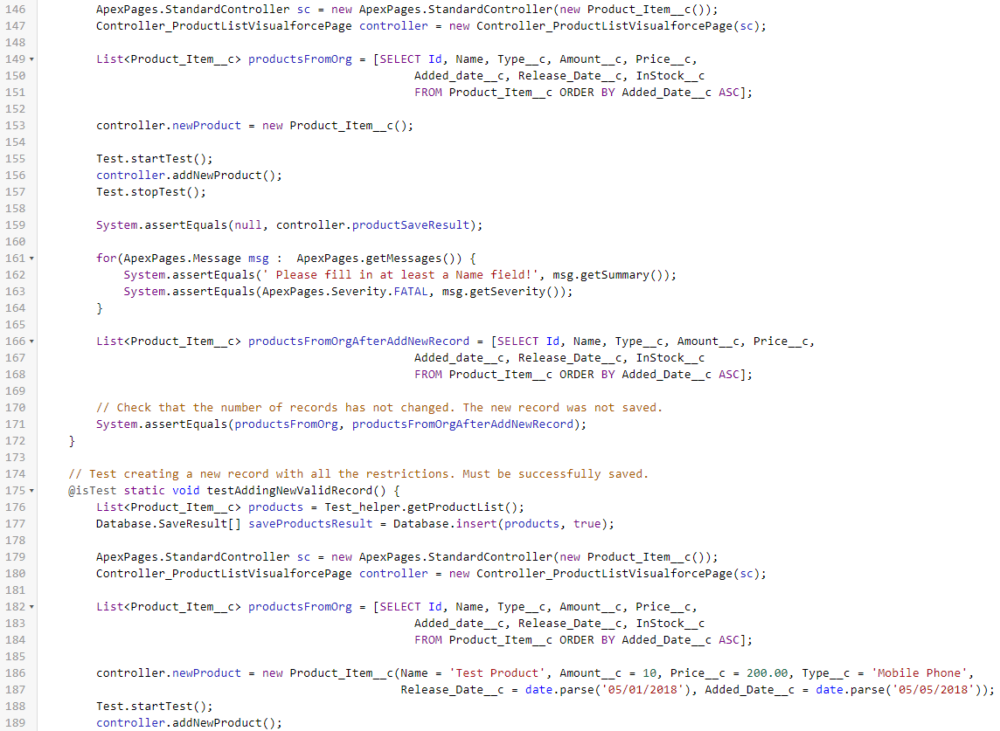 146 ApexPages.StandardController sc = new ApexPages.StandardController(new Product_Item__c());
147 Controller_ProductListVisualforcePage controller = new Controller_ProductListVisualforcePage(sc);
148
149 List<Product_Item__c> productsFromOrg = [SELECT Id, Name, Type__c, Amount__c, Price__c,
150 Added_date__c, Release_Date__c, InStock__c
151 FROM Product_Item__c ORDER BY Added_Date__c ASC];
152
153 controller.newProduct = new Product_Item__c();
154
155 Test.startTest();
156 controller.addNewProduct();
157 Test.stopTest();
158
159 System.assertEquals(null, controller.productSaveResult);
160
161 for(ApexPages.Message msg :  ApexPages.getMessages()) {
162 System.assertEquals(' Please fill in at least a Name field!', msg.getSummary());
163 System.assertEquals(ApexPages.Severity.FATAL, msg.getSeverity());
164 }
165
166 List<Product_Item__c> productsFromOrgAfterAddNewRecord = [SELECT Id, Name, Type__c, Amount__c, Price__c,
167 Added_date__c, Release_Date__c, InStock__c
168 FROM Product_Item__c ORDER BY Added_Date__c ASC];
169
170 // Check that the number of records has not changed. The new record was not saved.
171 System.assertEquals(productsFromOrg, productsFromOrgAfterAddNewRecord);
172 }
173
174 // Test creating a new record with all the restrictions. Must be successfully saved.
175 @isTest static void testAddingNewValidRecord() {
176 List<Product_Item__c> products = Test_helper.getProductList();
177 Database.SaveResult[] saveProductsResult = Database.insert(products, true);
178
179 ApexPages.StandardController sc = new ApexPages.StandardController(new Product_Item__c());
180 Controller_ProductListVisualforcePage controller = new Controller_ProductListVisualforcePage(sc);
181
182 List<Product_Item__c> productsFromOrg = [SELECT Id, Name, Type__c, Amount__c, Price__c,
183 Added_date__c, Release_Date__c, InStock__c
184 FROM Product_Item__c ORDER BY Added_Date__c ASC];
185
186 controller.newProduct = new Product_Item__c(Name = 'Test Product', Amount__c = 10, Price__c = 200.00, Type__c = 'Mobile Phone',
187 Release_Date__c = date.parse('05/01/2018'), Added_Date__c = date.parse('05/05/2018'));
188 Test.startTest();
189 controller.addNewProduct();